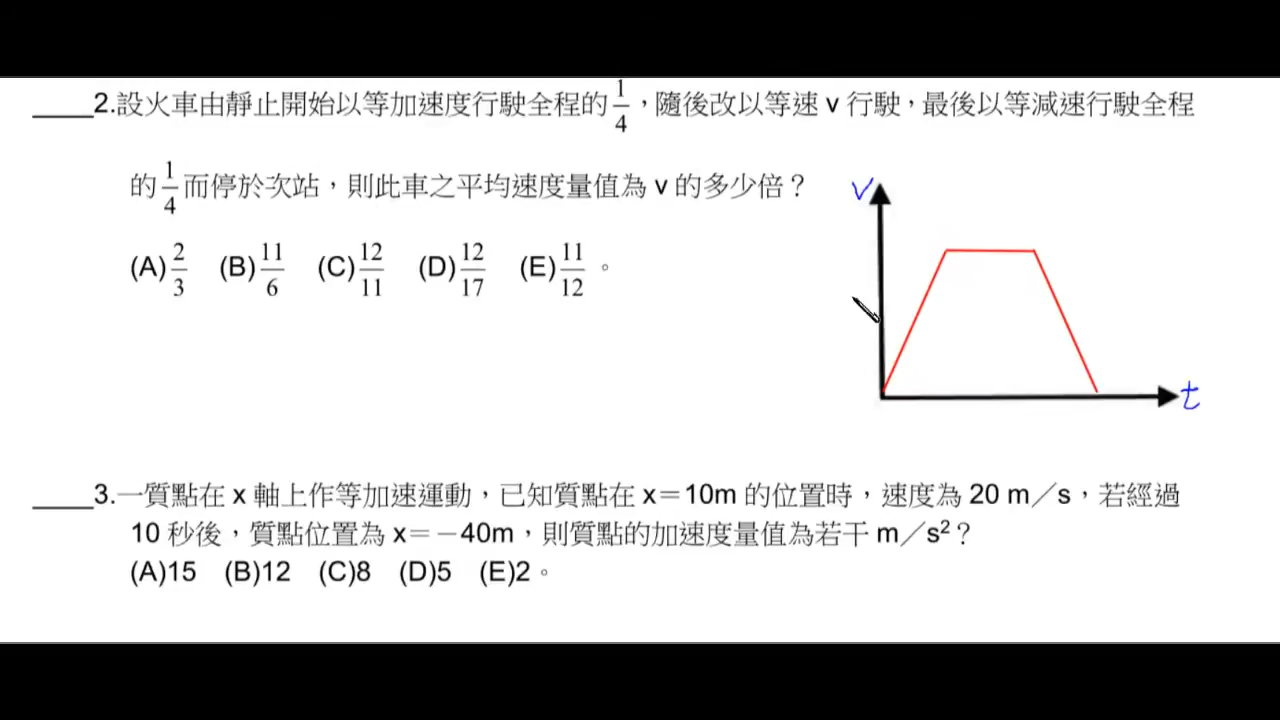 ____2.設火車由靜止開始以等加速度行駛全程的1/4，隨後改以等速 v 行駛，最後以等減速行駛全程
的1/4而停於次站，則此車之平均速度量值為 v 的多少倍？
(A)2/3 (B)11/6 (C)12/11 (D)12/17 (E)11/12 。
v
t
____3.一質點在 x 軸上作等加速運動，已知質點在 x＝10m 的位置時，速度為 20 m／s，若經過
10 秒後，質點位置為 x＝－40m，則質點的加速度量值為若干 m／s²？
(A)15 (B)12 (C)8 (D)5 (E)2。